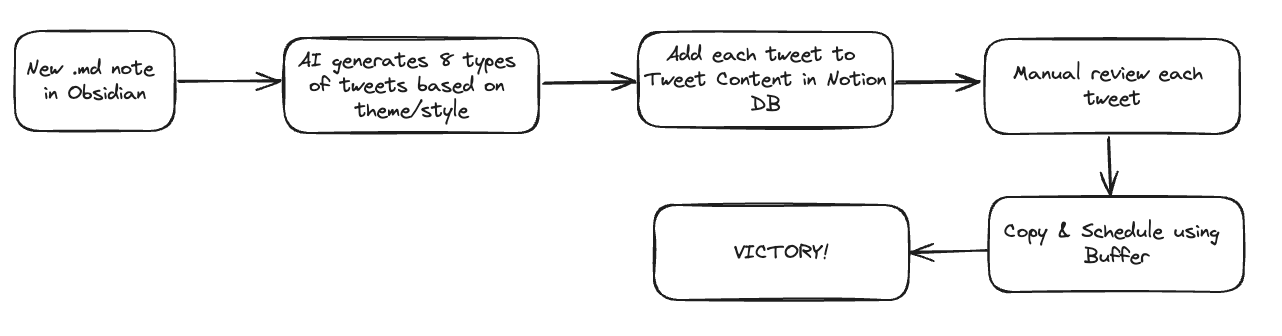 New .md note
in Obsidian
AI generates 8 types
of tweets based on
theme/style
Add each tweet to
Tweet Content in Notion
DB
Manual review each
tweet
Copy & Schedule using
Buffer
VICTORY!